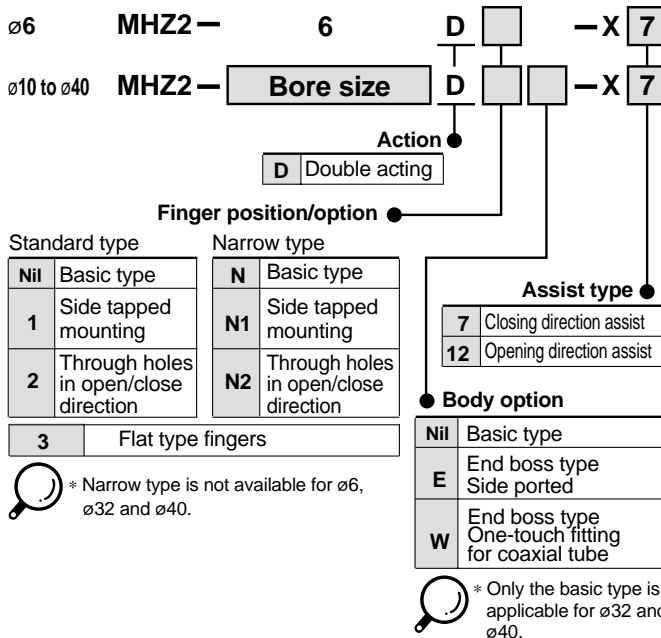 ø6 MHZ2 — 6 D — X 7
ø10 to ø40 MHZ2 — Bore size D — X 7
Action
D Double acting
Finger position/option
Standard type
Nil Basic type
1 Side tapped
mounting
2 Through holes
in open/close
direction
Narrow type
N Basic type
N1 Side tapped
mounting
N2 Through holes
in open/close
direction
3 Flat type fingers
* Narrow type is not available for ø6,
ø32 and ø40.
Assist type
7 Closing direction assist
12 Opening direction assist
Body option
Nil Basic type
E End boss type
Side ported
W End boss type
One-touch fitting
for coaxial tube
* Only the basic type is
applicable for ø32 and
ø40.